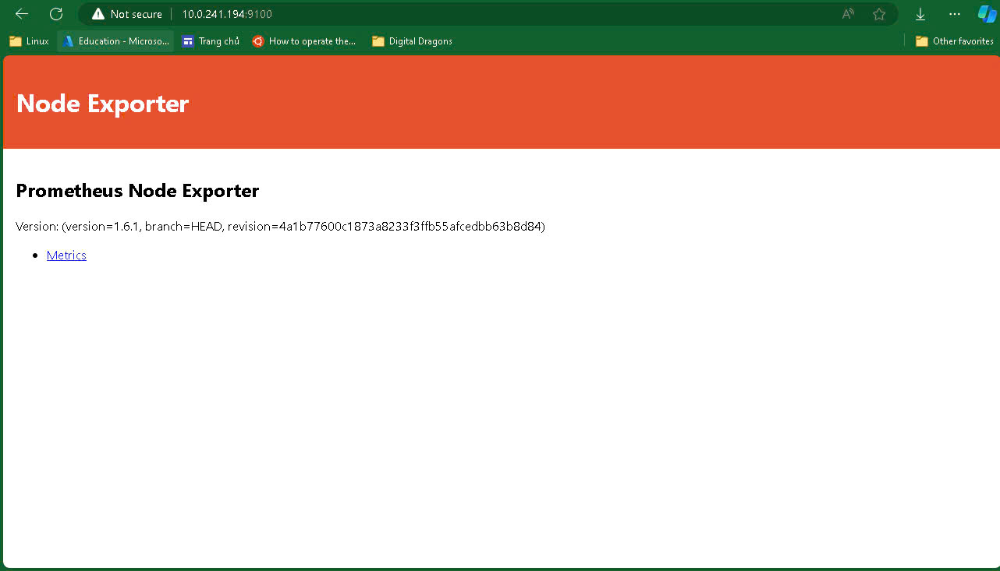 Not secure | 10.0.241.194:9100
Linux Education - Microso... Trang chủ How to operate the... Digital Dragons Other favorites
Node Exporter
Prometheus Node Exporter
Version: (version=1.6.1, branch=HEAD, revision=4a1b77600c1873a8233f3ffb55afcedbb63b8d84)
• Metrics